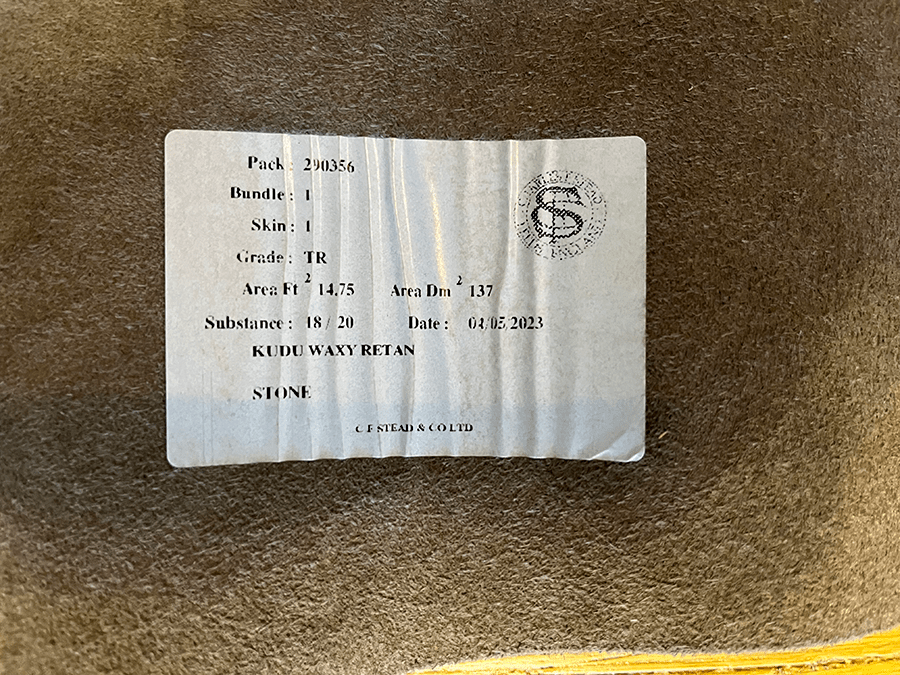 Pack : 290356
Bundle : 1
Skin : 1
Grade : TR
Area Ft 2 14.75 Area Dm 2 137
Substance : 18 / 20 Date : 04/05/2023
KUDU WAXY RETAN
STONE
C F STEAD & CO LTD